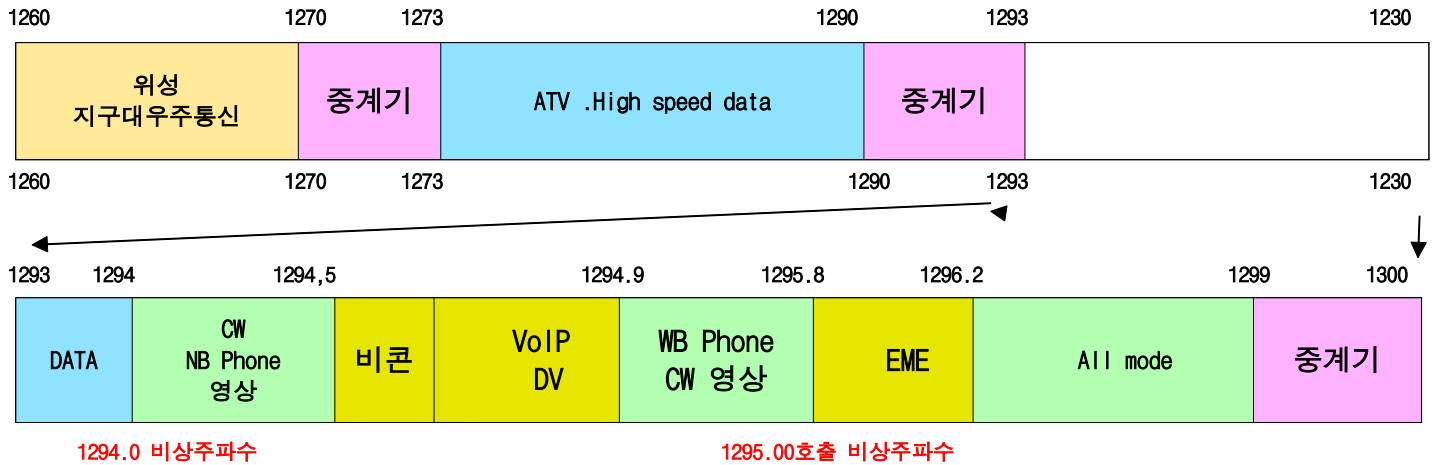 1260 1270 1273 1290 1293 1230
위성
지구대우주통신
중계기
ATV .High speed data
중계기
1260 1270 1273 1290 1293 1230
1293 1294 1294,5 1294.9 1295.8 1296.2 1299 1300
DATA
CW
NB Phone
영상
비콘
VoIP
DV
WB Phone
CW 영상
EME
All mode
중계기
1294.0 비상주파수
1295.00호출 비상주파수